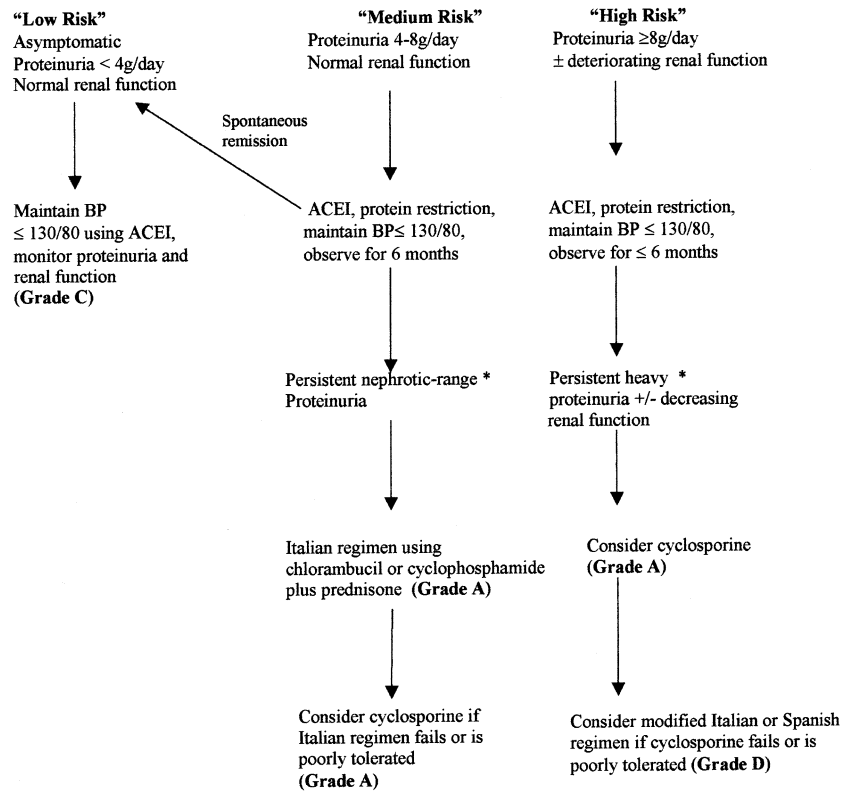 “Low Risk”
Asymptomatic
Proteinuria < 4g/day
Normal renal function
Maintain BP
≤ 130/80 using ACEI,
monitor proteinuria and
renal function
(Grade C)
Spontaneous
remission
“Medium Risk”
Proteinuria 4-8g/day
Normal renal function
ACEI, protein restriction,
maintain BP≤ 130/80,
observe for 6 months
Persistent nephrotic-range *
Proteinuria
Italian regimen using
chlorambucil or cyclophosphamide
plus prednisone (Grade A)
Consider cyclosporine if
Italian regimen fails or is
poorly tolerated
(Grade A)
“High Risk”
Proteinuria ≥8g/day
± deteriorating renal function
ACEI, protein restriction,
maintain BP ≤ 130/80,
observe for ≤ 6 months
Persistent heavy *
proteinuria +/- decreasing
renal function
Consider cyclosporine
(Grade A)
Consider modified Italian or Spanish
regimen if cyclosporine fails or is
poorly tolerated (Grade D)